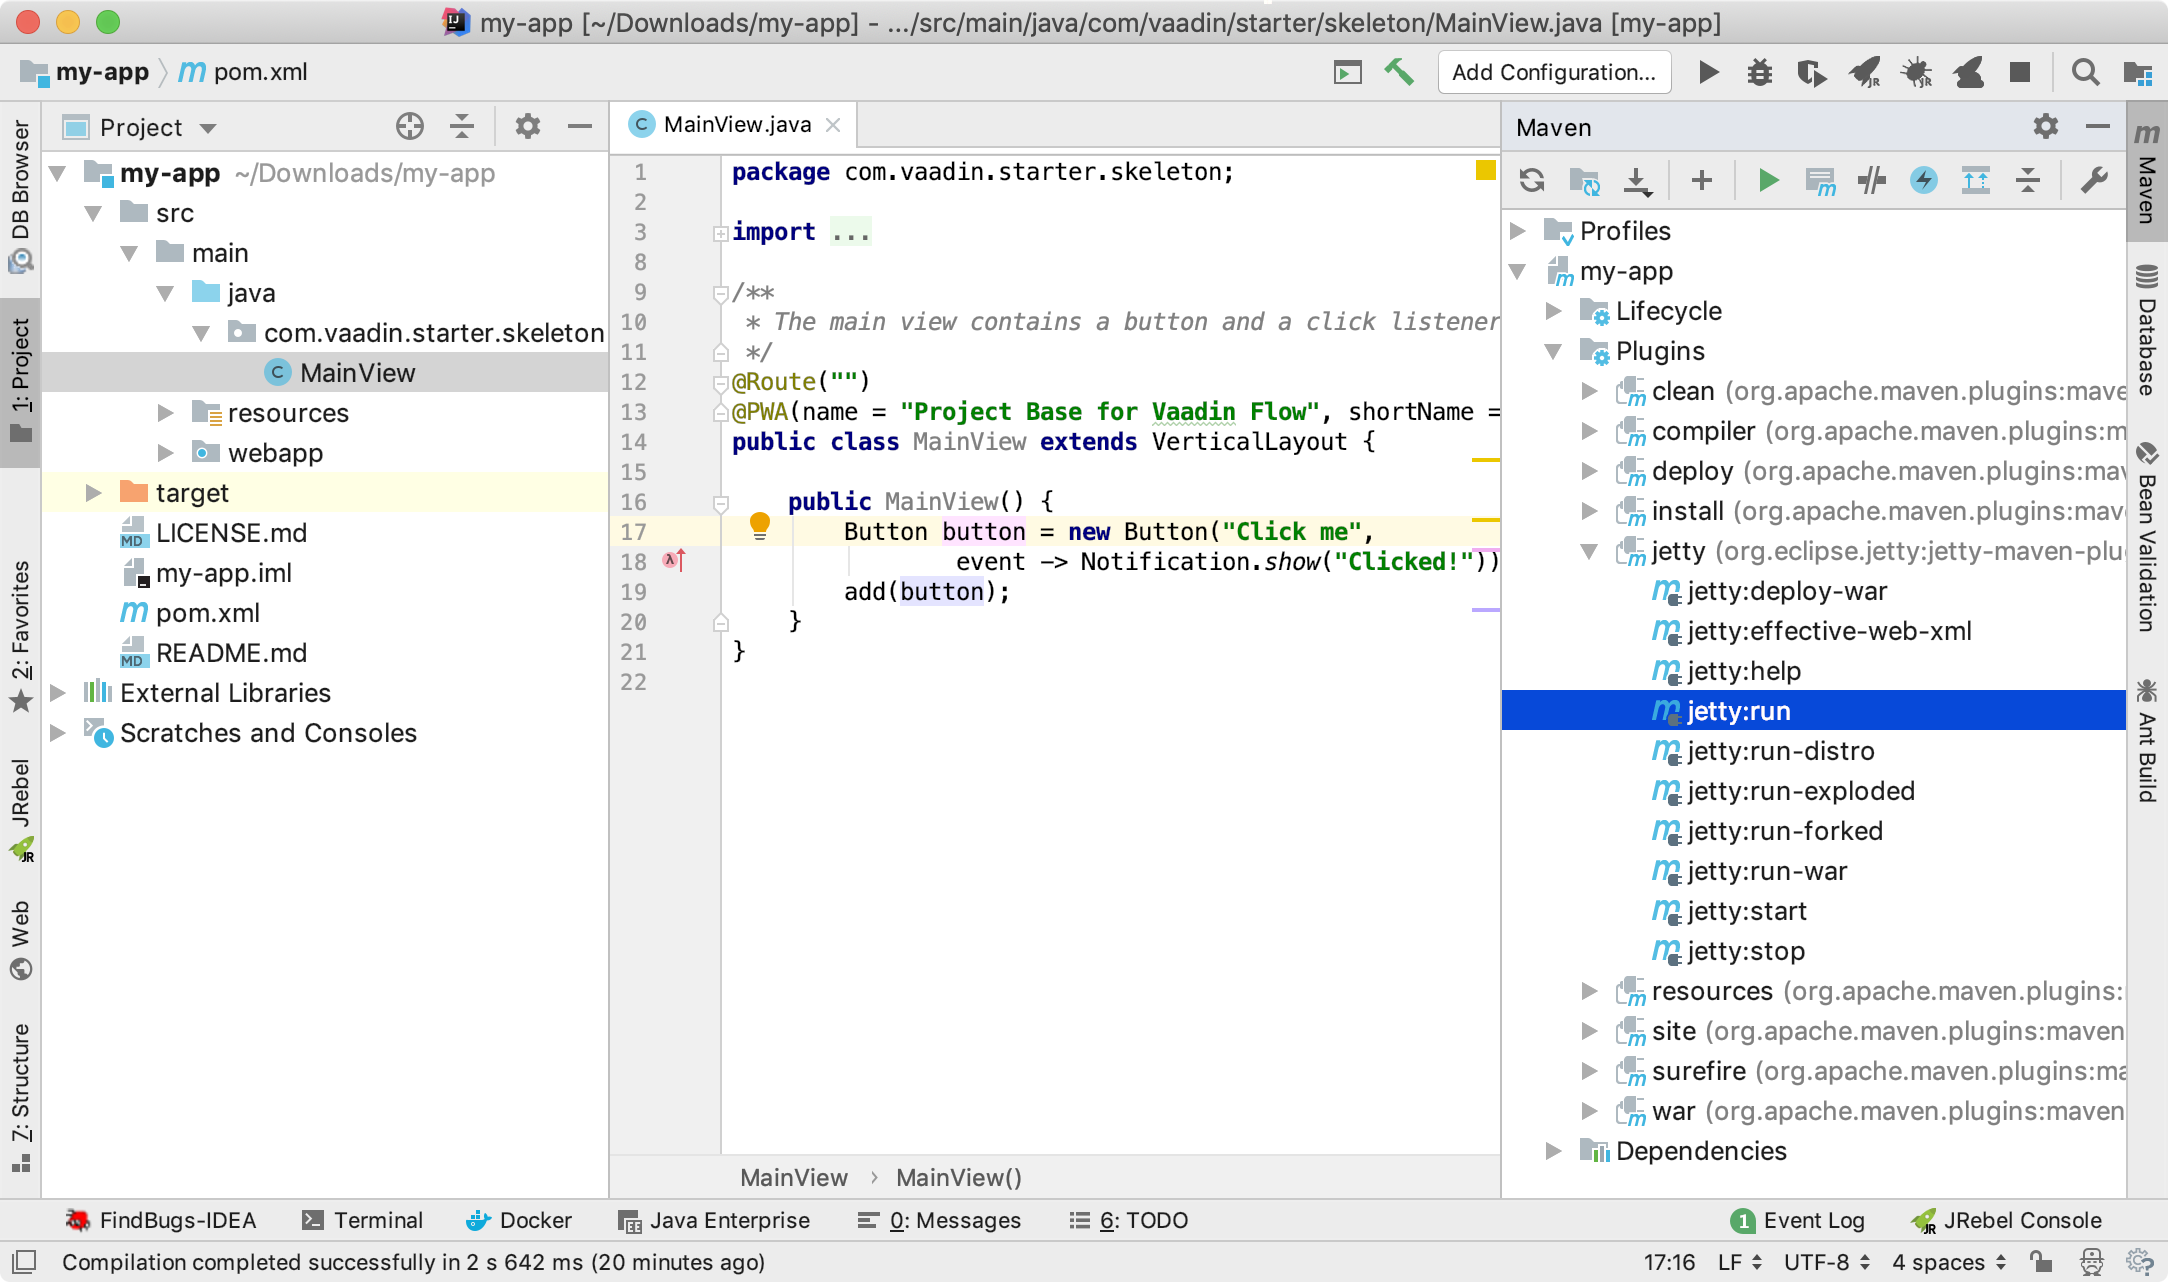 my-app [~/Downloads/my-app] - .../src/main/java/com/vaadin/starter/skeleton/MainView.java [my-app]
my-app pom.xml
Add Configuration...
JR
JR
DB Browser
1: Project
2: Favorites
JRebel
JR
Web
7: Structure
Project
my-app ~/Downloads/my-app
src
main
java
com.vaadin.starter.skeleton
C MainView
resources
webapp
target
MD LICENSE.md
my-app.iml
m pom.xml
MD README.md
External Libraries
Scratches and Consoles
C MainView.java
1 package com.vaadin.starter.skeleton;
2
3 import ...
8
9 /**
10 * The main view contains a button and a click listener
11 */
12 @Route("")
13 @PWA(name = "Project Base for Vaadin Flow", shortName =
14 public class MainView extends VerticalLayout {
15
16 public MainView() {
17 Button button = new Button("Click me",
18 event -> Notification.show("Clicked!"))
19 add(button);
20 }
21 }
22
MainView › MainView()
Maven
Profiles
my-app
Lifecycle
Plugins
clean (org.apache.maven.plugins:mave
compiler (org.apache.maven.plugins:m
deploy (org.apache.maven.plugins:mav
install (org.apache.maven.plugins:mave
jetty (org.eclipse.jetty:jetty-maven-plu
jetty:deploy-war
jetty:effective-web-xml
jetty:help
jetty:run
jetty:run-distro
jetty:run-exploded
jetty:run-forked
jetty:run-war
jetty:start
jetty:stop
resources (org.apache.maven.plugins:
site (org.apache.maven.plugins:maven
surefire (org.apache.maven.plugins:ma
war (org.apache.maven.plugins:maven
Dependencies
m Maven
Database
Bean Validation
Ant Build
FindBugs-IDEA Terminal Docker Java Enterprise 0: Messages 6: TODO 1 Event Log JR JRebel Console
Compilation completed successfully in 2 s 642 ms (20 minutes ago) 17:16 LF UTF-8 4 spaces